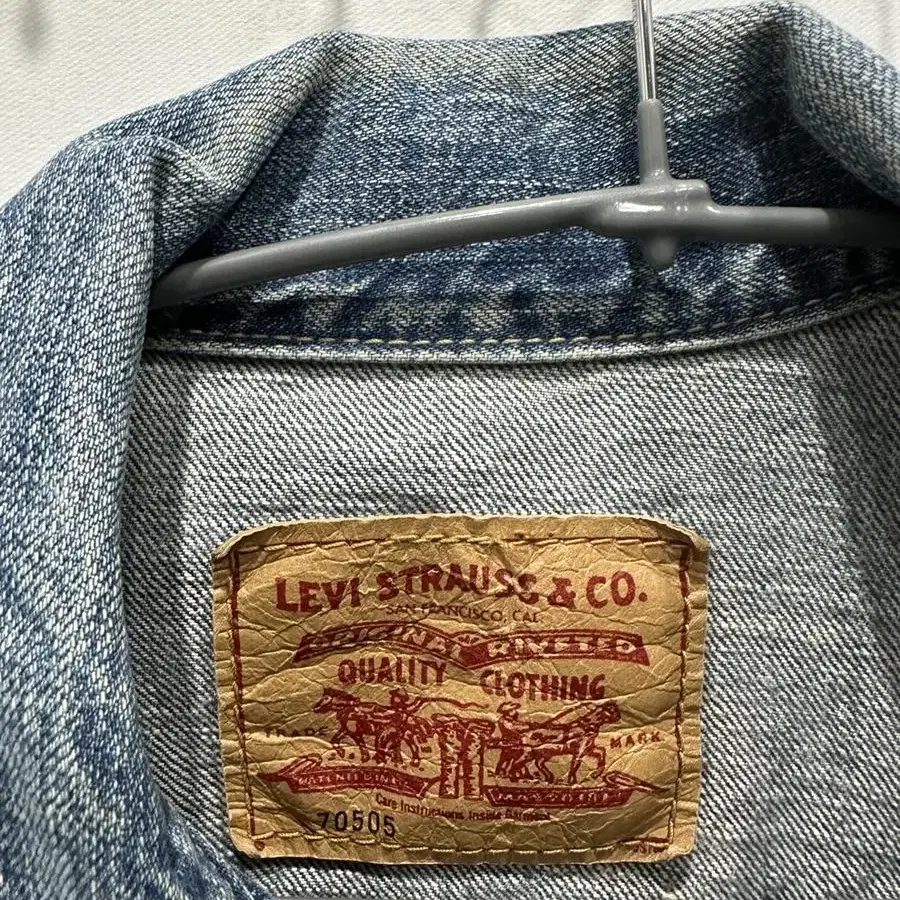 LEVI STRAUSS & CO.
SAN FRANCISCO, CAL.
ORIGINAL RIVETED
QUALITY CLOTHING
TRADE MARK
Care Instructions Inside Garment
70505